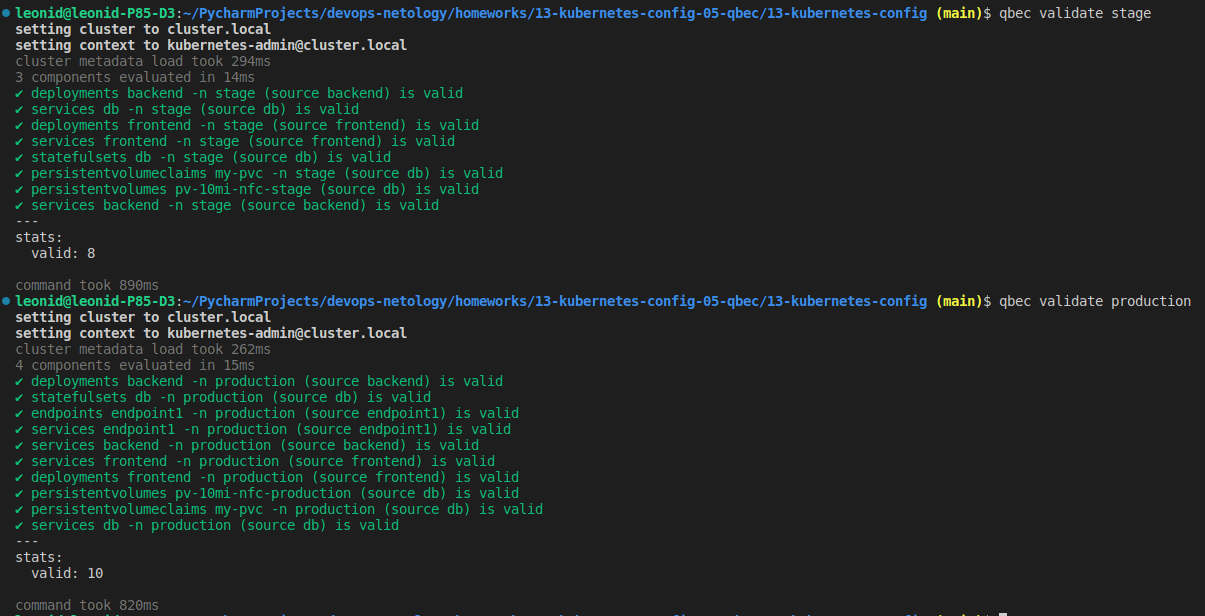 leonid@leonid-P85-D3:~/PycharmProjects/devops-netology/homeworks/13-kubernetes-config-05-qbec/13-kubernetes-config (main)$ qbec validate stage
setting cluster to cluster.local
setting context to kubernetes-admin@cluster.local
cluster metadata load took 294ms
3 components evaluated in 14ms
✔ deployments backend -n stage (source backend) is valid
✔ services db -n stage (source db) is valid
✔ deployments frontend -n stage (source frontend) is valid
✔ services frontend -n stage (source frontend) is valid
✔ statefulsets db -n stage (source db) is valid
✔ persistentvolumeclaims my-pvc -n stage (source db) is valid
✔ persistentvolumes pv-10mi-nfc-stage (source db) is valid
✔ services backend -n stage (source backend) is valid
---
stats:
  valid: 8

command took 890ms
leonid@leonid-P85-D3:~/PycharmProjects/devops-netology/homeworks/13-kubernetes-config-05-qbec/13-kubernetes-config (main)$ qbec validate production
setting cluster to cluster.local
setting context to kubernetes-admin@cluster.local
cluster metadata load took 262ms
4 components evaluated in 15ms
✔ deployments backend -n production (source backend) is valid
✔ statefulsets db -n production (source db) is valid
✔ endpoints endpoint1 -n production (source endpoint1) is valid
✔ services endpoint1 -n production (source endpoint1) is valid
✔ services backend -n production (source backend) is valid
✔ services frontend -n production (source frontend) is valid
✔ deployments frontend -n production (source frontend) is valid
✔ persistentvolumes pv-10mi-nfc-production (source db) is valid
✔ persistentvolumeclaims my-pvc -n production (source db) is valid
✔ services db -n production (source db) is valid
---
stats:
  valid: 10

command took 820ms